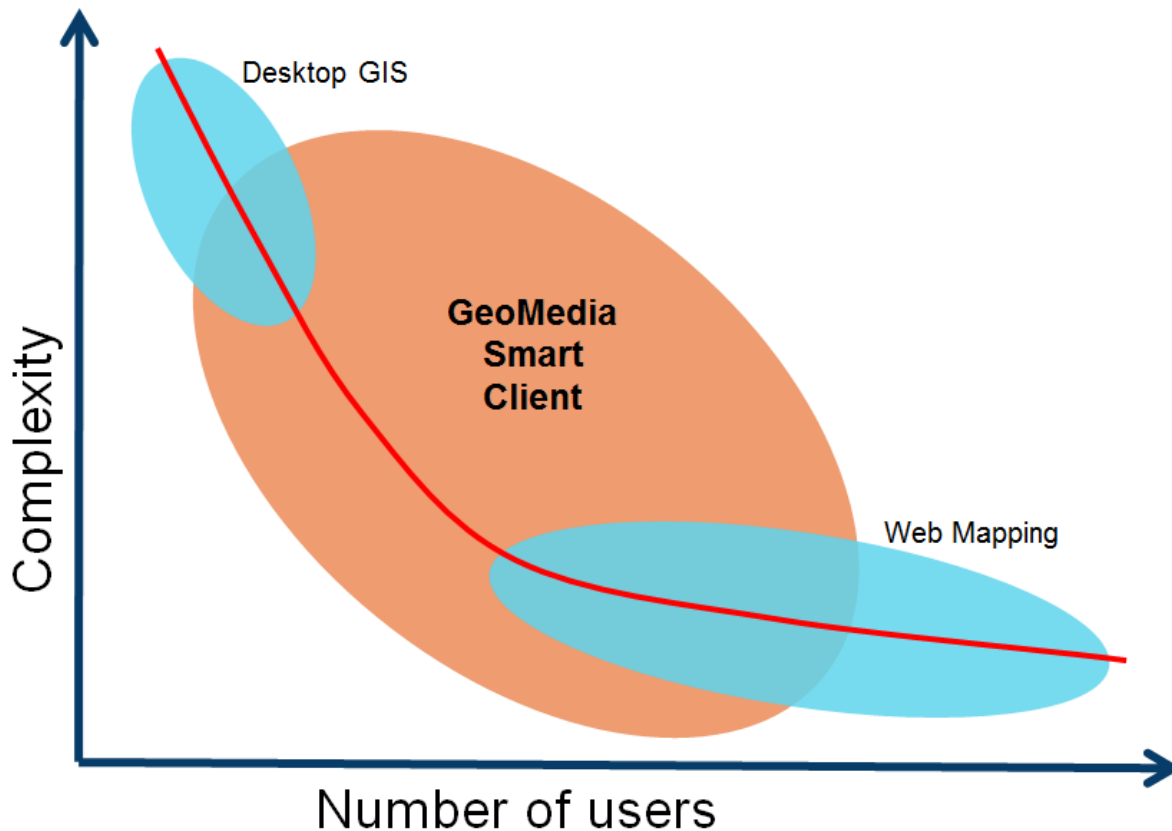 Desktop GIS
GeoMedia
Smart
Client
Complexity
Web Mapping
Number of users